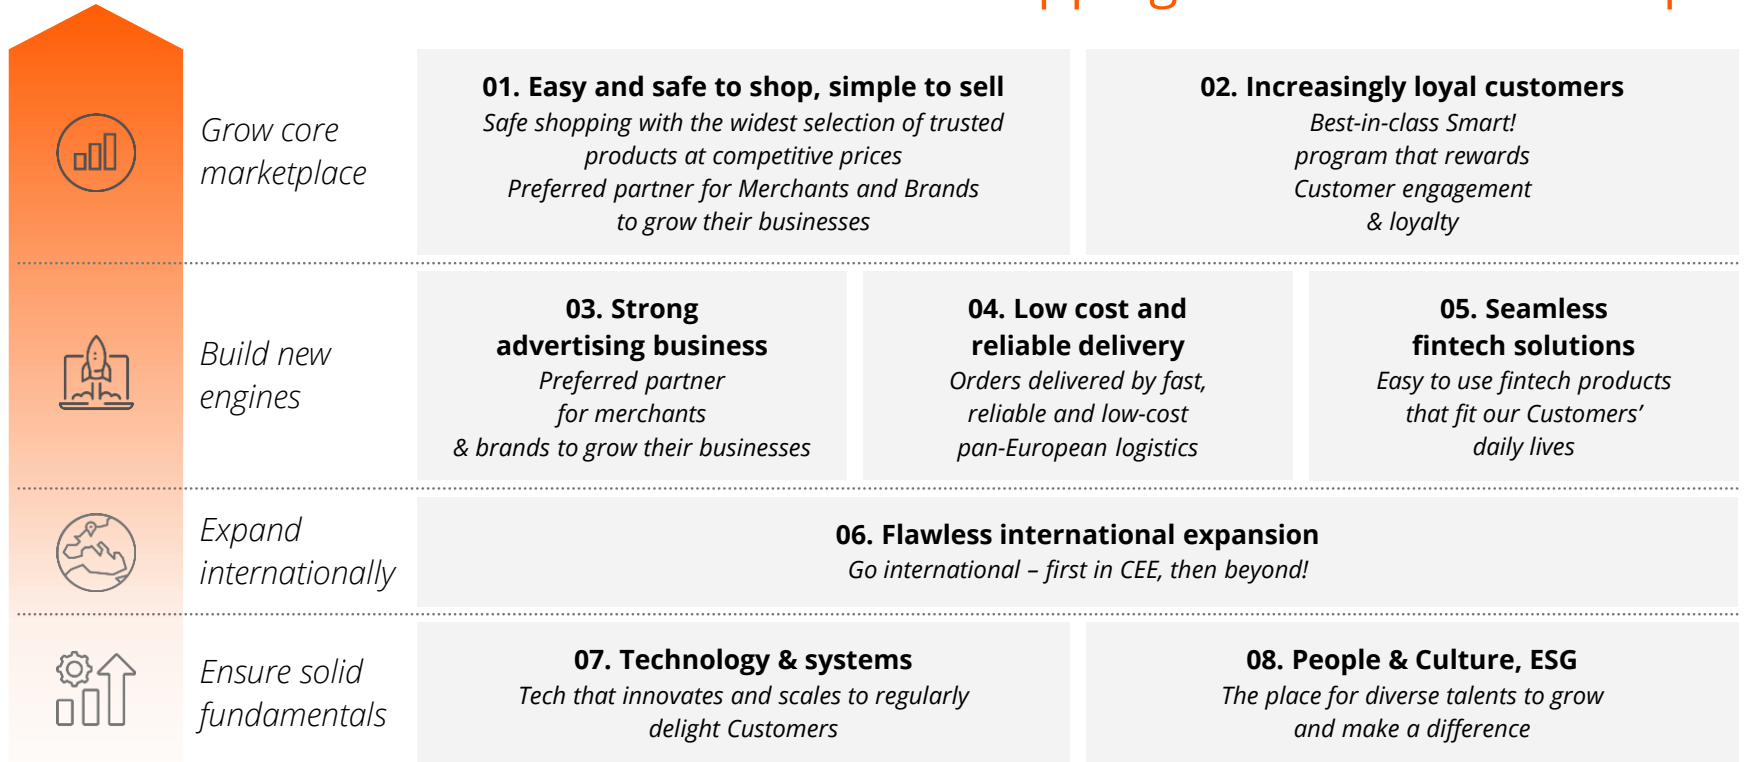 Grow core
marketplace
01. Easy and safe to shop, simple to sell
Safe shopping with the widest selection of trusted
products at competitive prices
Preferred partner for Merchants and Brands
to grow their businesses
02. Increasingly loyal customers
Best-in-class Smart!
program that rewards
Customer engagement
& loyalty
Build new
engines
03. Strong
advertising business
Preferred partner
for merchants
& brands to grow their businesses
04. Low cost and
reliable delivery
Orders delivered by fast,
reliable and low-cost
pan-European logistics
05. Seamless
fintech solutions
Easy to use fintech products
that fit our Customers’
daily lives
Expand
internationally
06. Flawless international expansion
Go international – first in CEE, then beyond!
Ensure solid
fundamentals
07. Technology & systems
Tech that innovates and scales to regularly
delight Customers
08. People & Culture, ESG
The place for diverse talents to grow
and make a difference